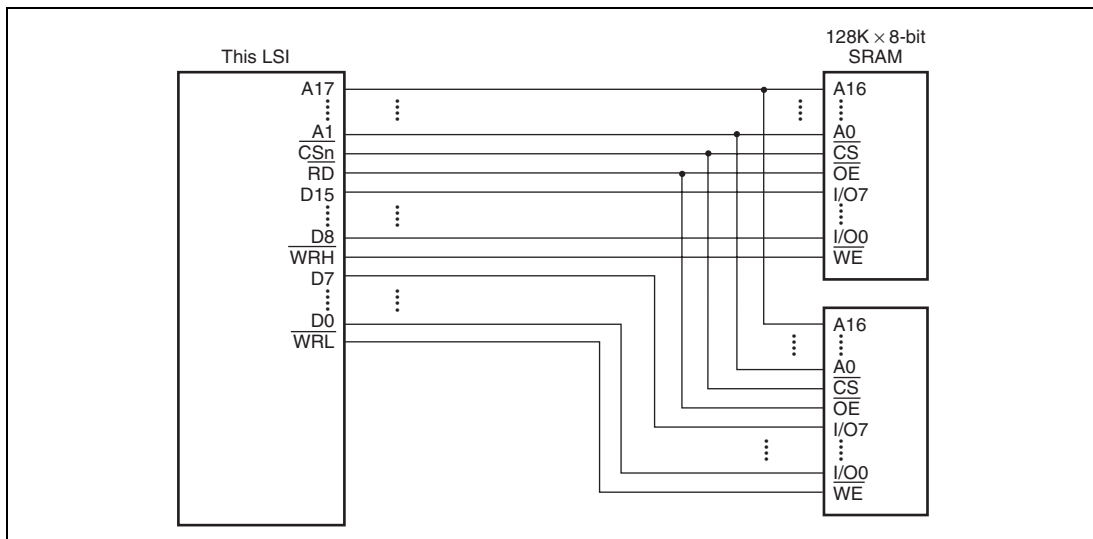 This LSI
A17
A1
CSn
RD
D15
D8
WRH
D7
D0
WRL
128K × 8-bit
SRAM
A16
A0
CS
OE
I/O7
I/O0
WE
A16
A0
CS
OE
I/O7
I/O0
WE